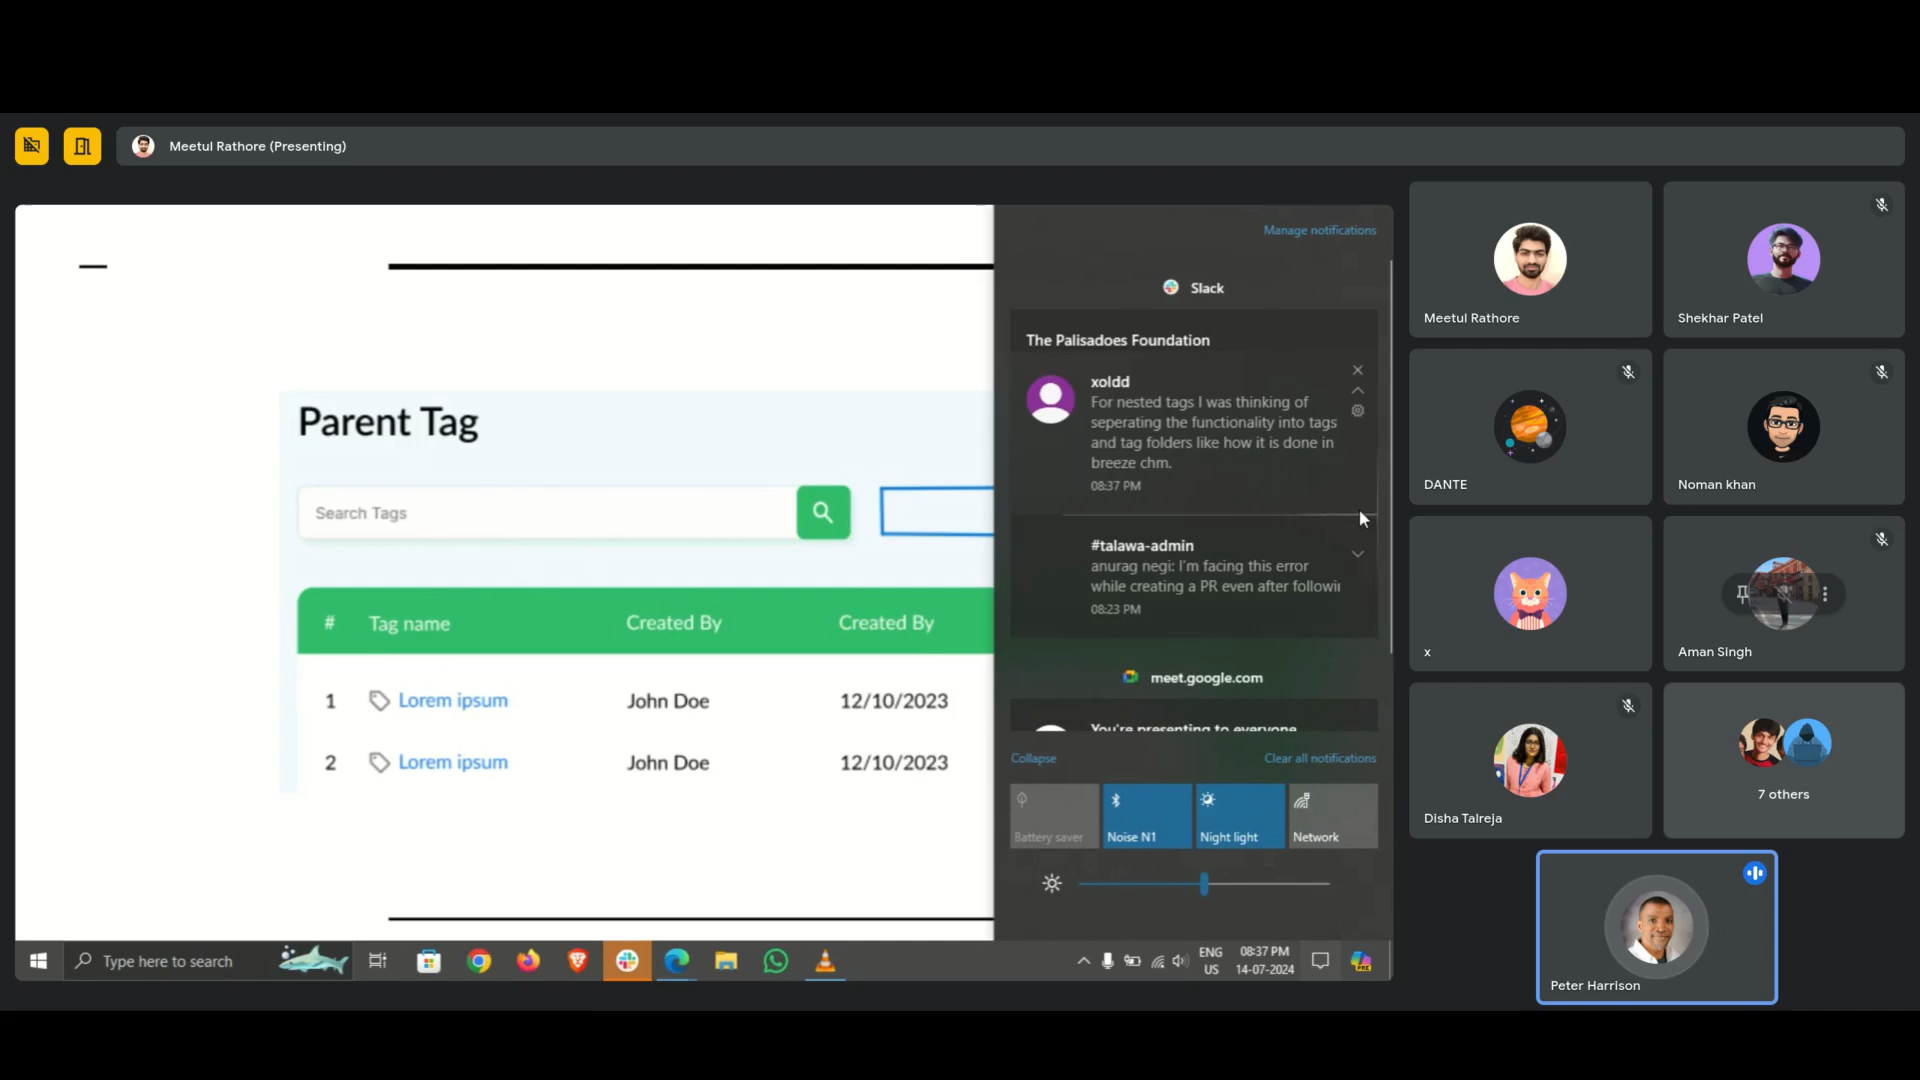 Meetul Rathore (Presenting)
Manage notifications
Slack
The Palisadoes Foundation
xoldd
For nested tags I was thinking of
seperating the functionality into tags
and tag folders like how it is done in
breeze chm.
08:37 PM
#talawa-admin
anurag negi: I'm facing this error
while creating a PR even after followi
08:23 PM
meet.google.com
You're presenting to everyone
Collapse
Clear all notifications
Battery saver
Noise N1
Night light
Network
Parent Tag
Search Tags
# Tag name Created By Created By
1 Lorem ipsum John Doe 12/10/2023
2 Lorem ipsum John Doe 12/10/2023
Type here to search
ENG
US
08:37 PM
14-07-2024
PRE
Meetul Rathore
Shekhar Patel
DANTE
Noman khan
x
Aman Singh
Disha Talreja
7 others
Peter Harrison